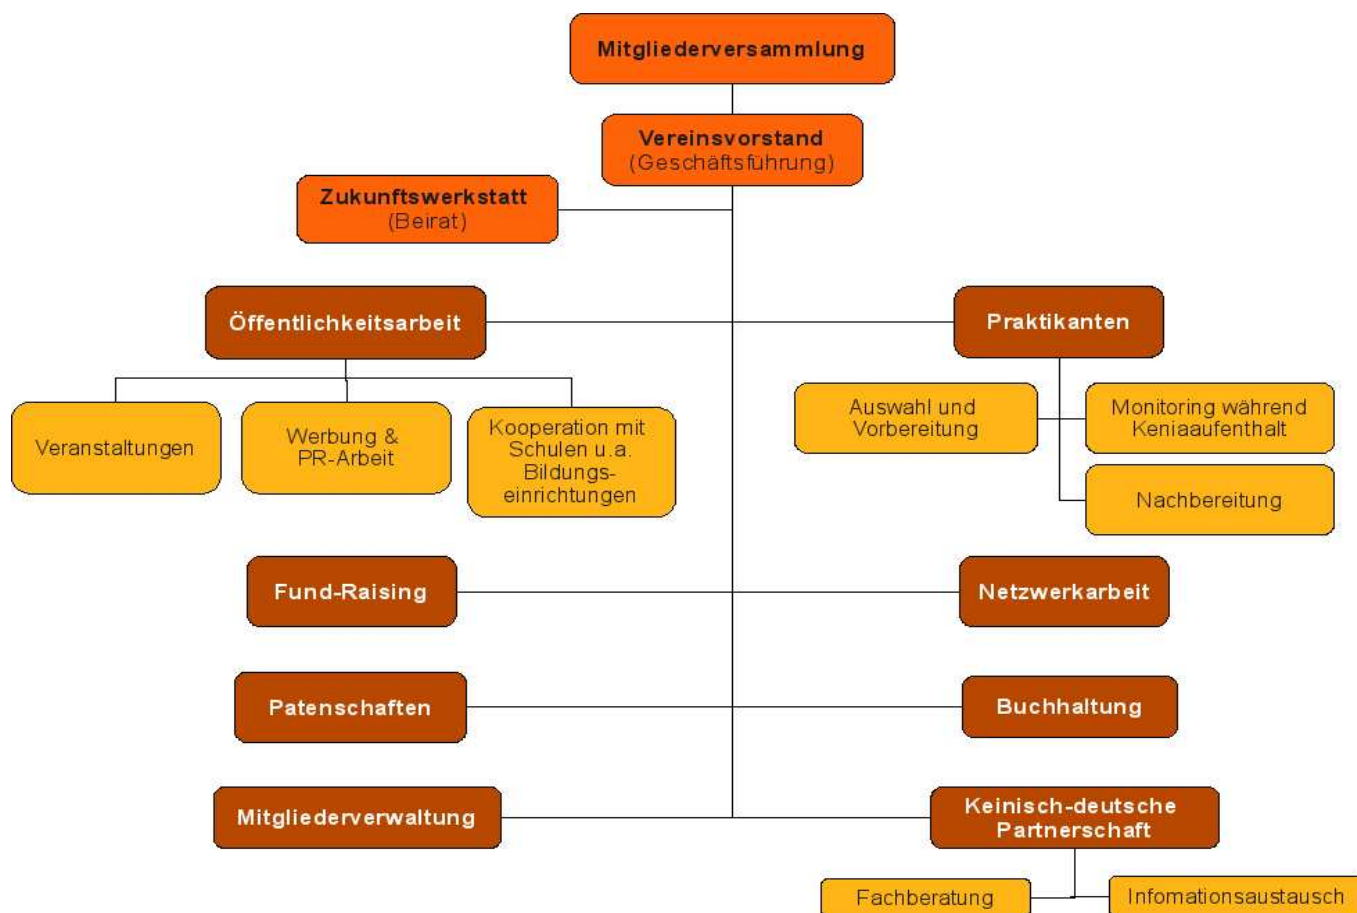 Mitgliederversammlung
Vereinsvorstand
(Geschäftsführung)
Zukunftswerkstatt
(Beirat)
Öffentlichkeitsarbeit
Praktikanten
Veranstaltungen
Werbung &
PR-Arbeit
Kooperation mit
Schulen u.a.
Bildungs-
einrichtungen
Auswahl und
Vorbereitung
Monitoring während
Keniaaufenthalt
Nachbereitung
Fund-Raising
Netzwerkarbeit
Patenschaften
Buchhaltung
Mitgliederverwaltung
Keinisch-deutsche
Partnerschaft
Fachberatung
Infomationsaustausch